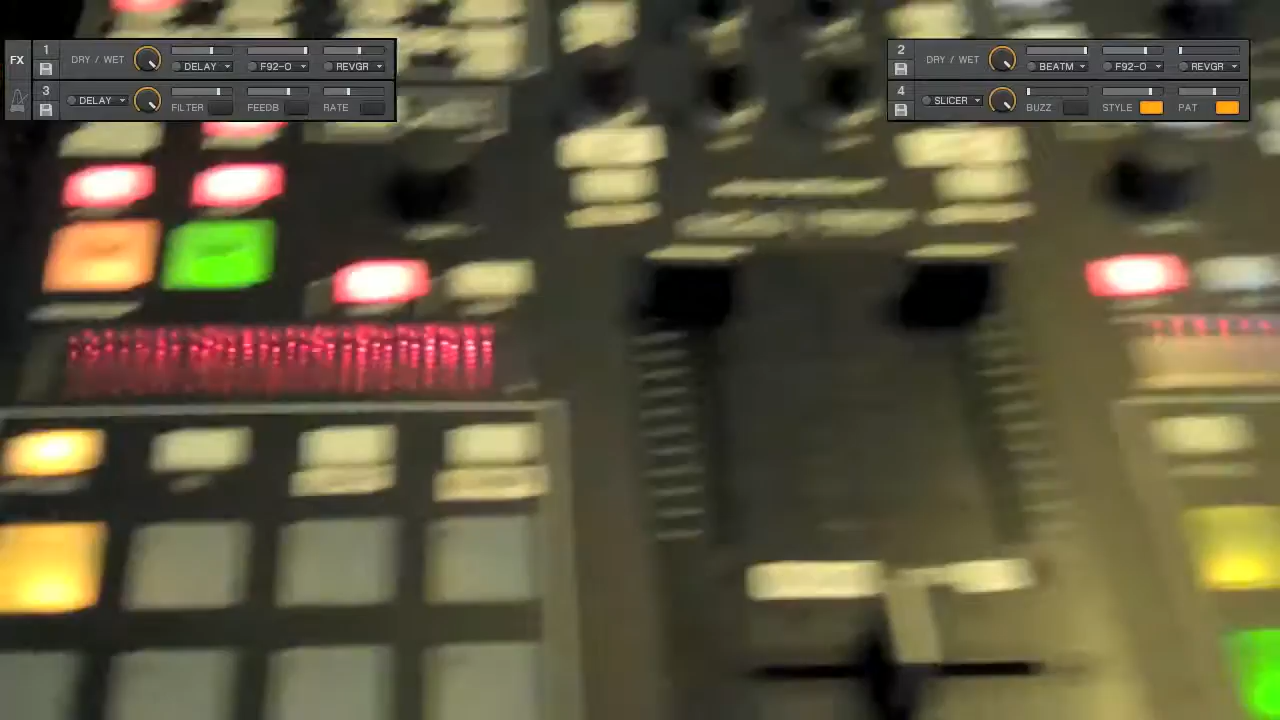 FX
1
DRY / WET
DELAY
F92-O
REVGR
3
DELAY
FILTER
FEEDB
RATE
2
DRY / WET
BEATM
F92-O
REVGR
4
SLICER
BUZZ
STYLE
PAT